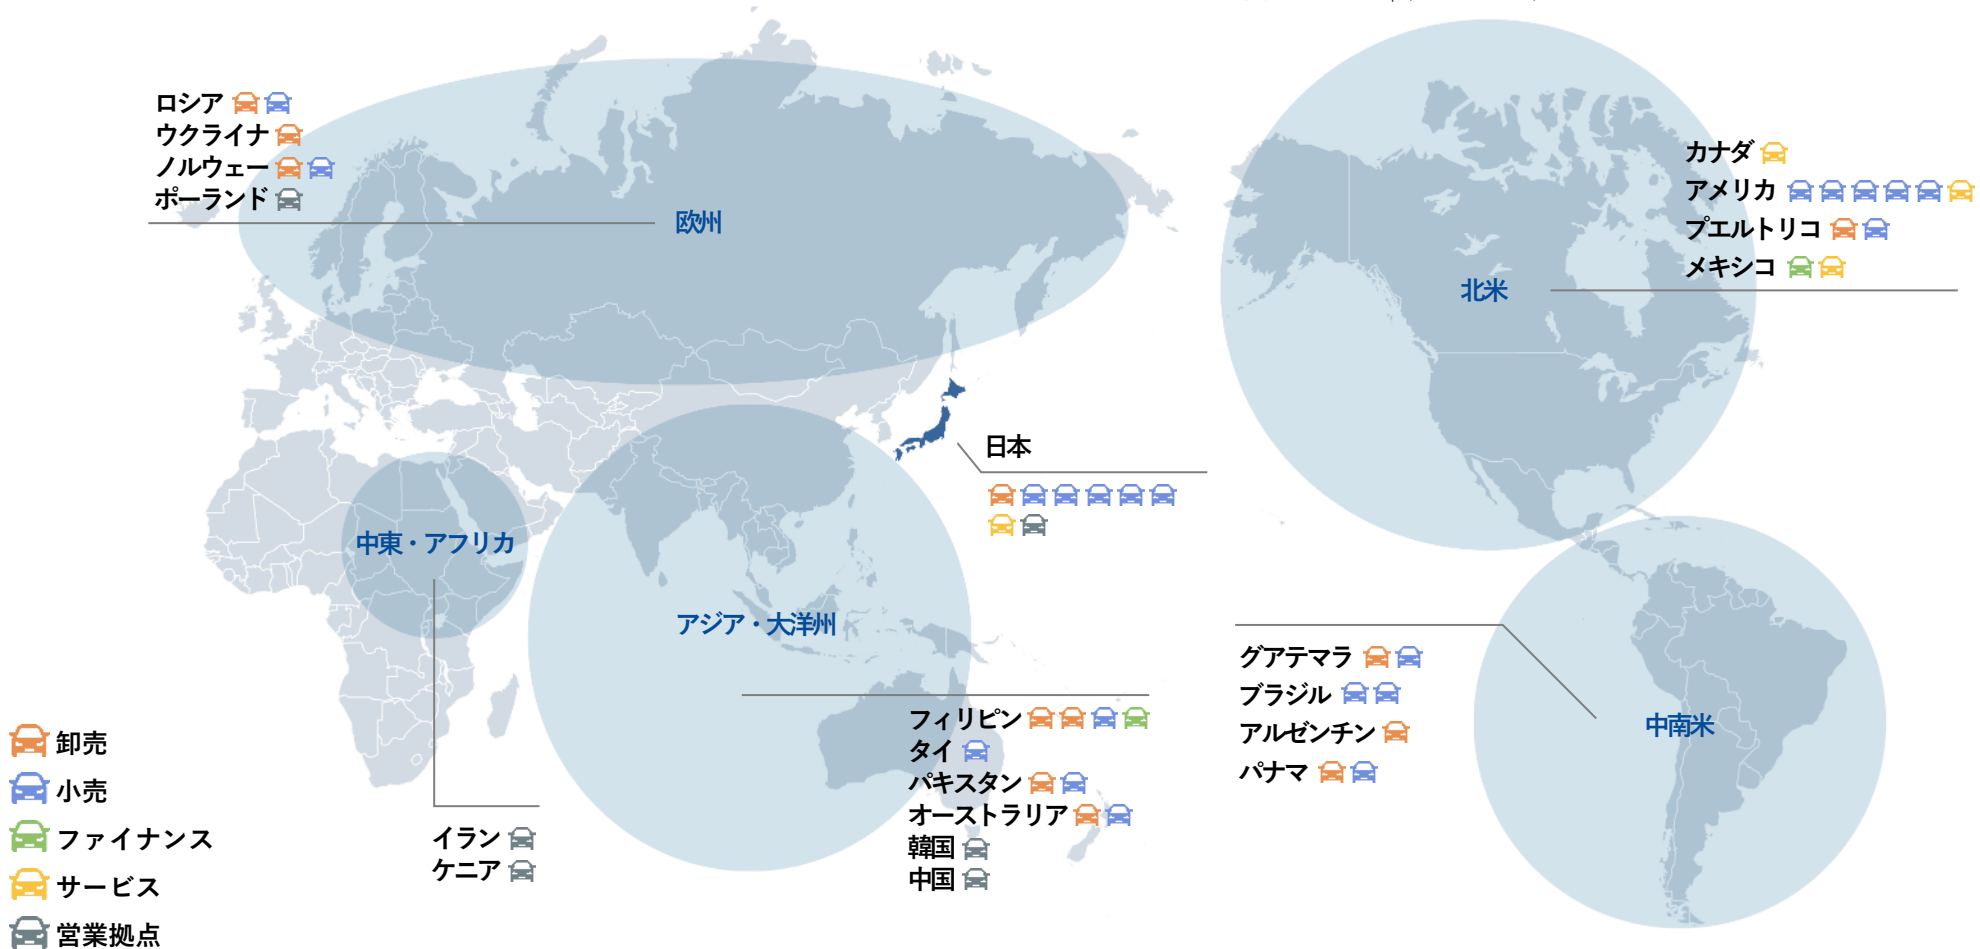 ロシア
ウクライナ
ノルウェー
ポーランド
欧州
カナダ
アメリカ
プエルトリコ
メキシコ
北米
日本
中東・アフリカ
イラン
ケニア
アジア・大洋州
フィリピン
タイ
パキスタン
オーストラリア
韓国
中国
グアテマラ
ブラジル
アルゼンチン
パナマ
中南米
卸売
小売
ファイナンス
サービス
営業拠点